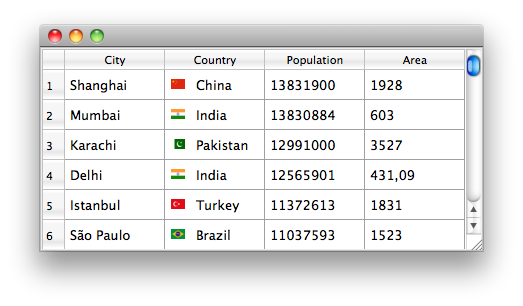 City Country Population Area
1 Shanghai China 13831900 1928
2 Mumbai India 13830884 603
3 Karachi Pakistan 12991000 3527
4 Delhi India 12565901 431,09
5 Istanbul Turkey 11372613 1831
6 São Paulo Brazil 11037593 1523